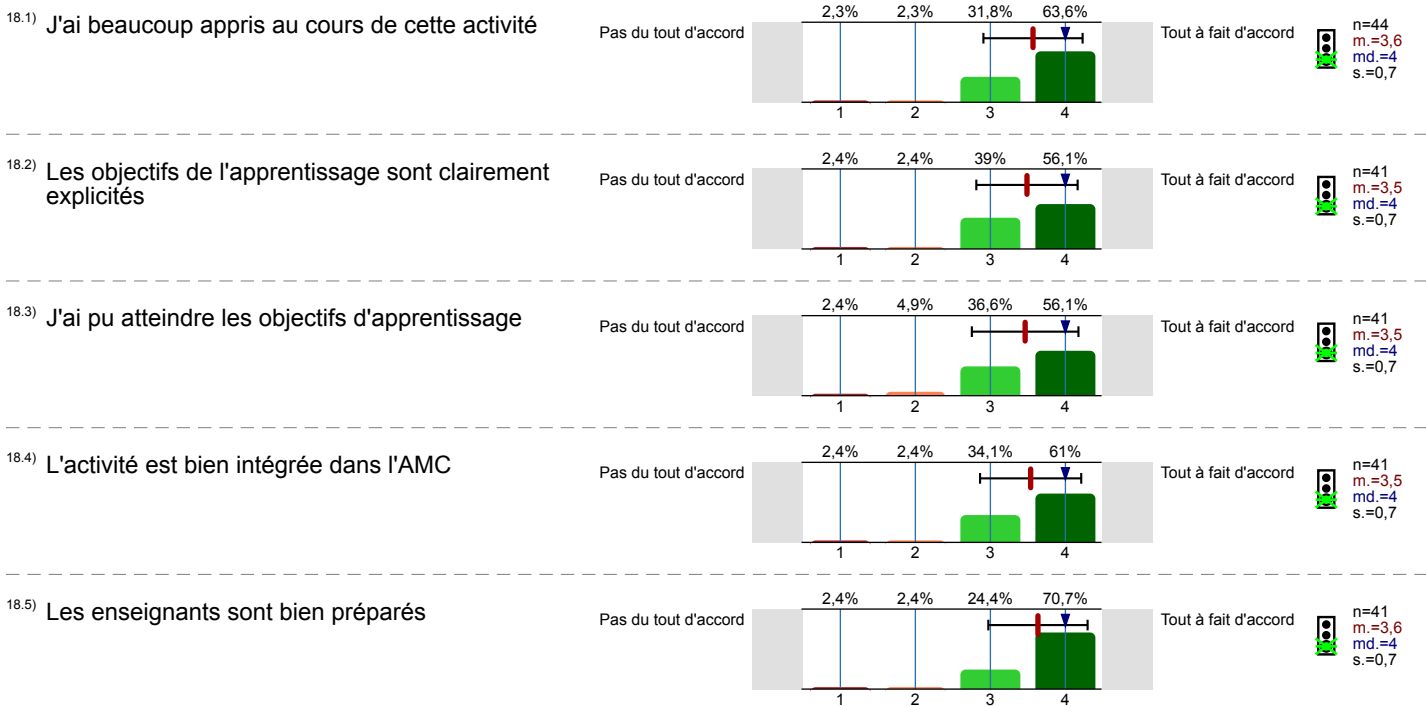 18.1) J'ai beaucoup appris au cours de cette activité
Pas du tout d'accord
2,3% 2,3% 31,8% 63,6%
1 2 3 4
Tout à fait d'accord
n=44
m.=3,6
md.=4
s.=0,7
18.2) Les objectifs de l'apprentissage sont clairement
explicités
Pas du tout d'accord
2,4% 2,4% 39% 56,1%
1 2 3 4
Tout à fait d'accord
n=41
m.=3,5
md.=4
s.=0,7
18.3) J'ai pu atteindre les objectifs d'apprentissage
Pas du tout d'accord
2,4% 4,9% 36,6% 56,1%
1 2 3 4
Tout à fait d'accord
n=41
m.=3,5
md.=4
s.=0,7
18.4) L'activité est bien intégrée dans l'AMC
Pas du tout d'accord
2,4% 2,4% 34,1% 61%
1 2 3 4
Tout à fait d'accord
n=41
m.=3,5
md.=4
s.=0,7
18.5) Les enseignants sont bien préparés
Pas du tout d'accord
2,4% 2,4% 24,4% 70,7%
1 2 3 4
Tout à fait d'accord
n=41
m.=3,6
md.=4
s.=0,7